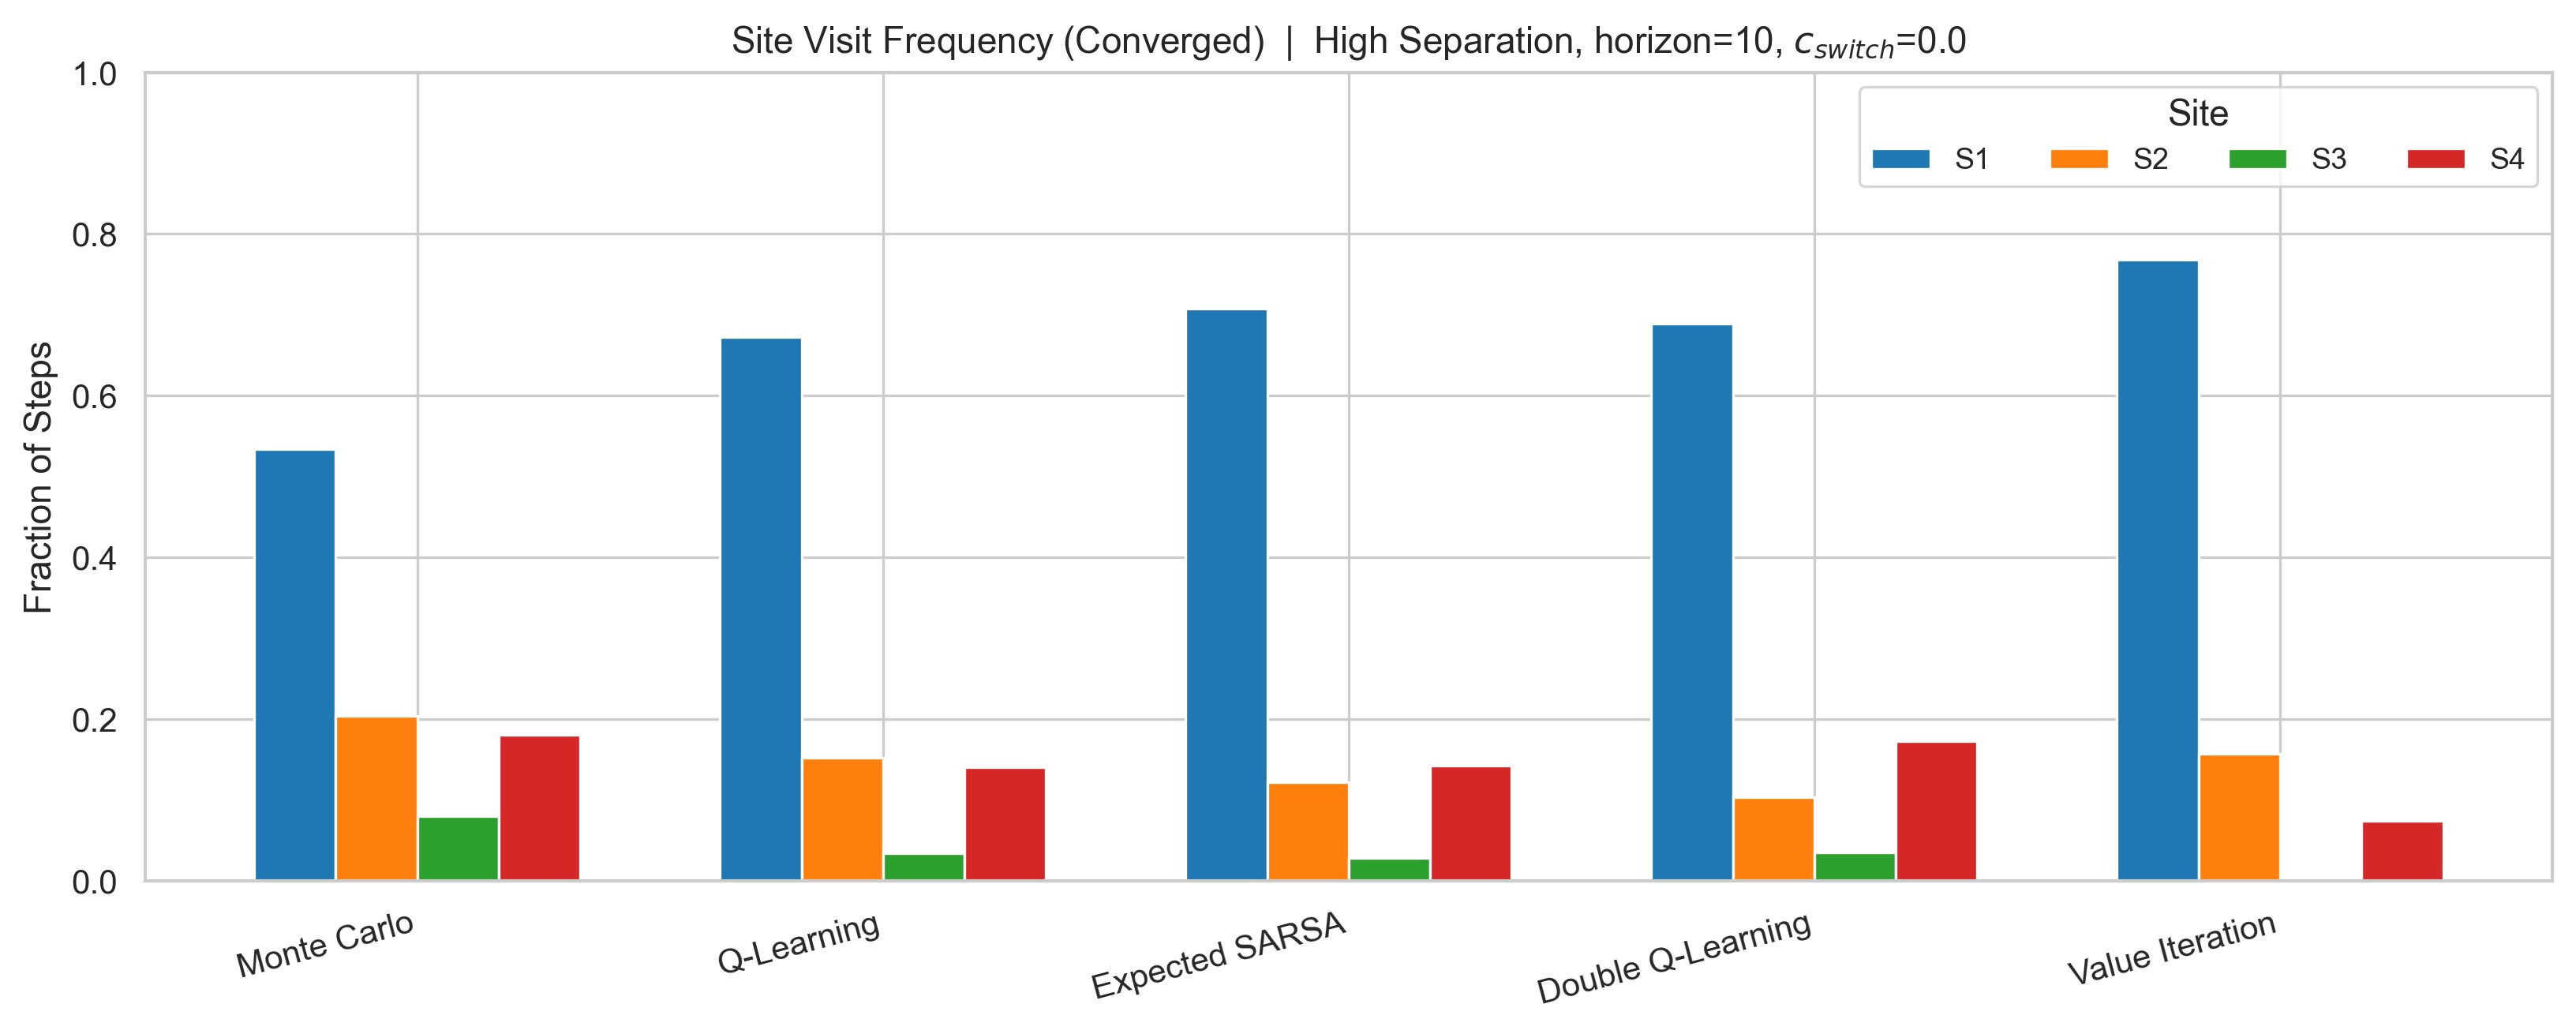 Site Visit Frequency (Converged) | High Separation, horizon=10, c_switch=0.0
1.0
0.8
0.6
0.4
0.2
0.0
Fraction of Steps
Site
S1 S2 S3 S4
Monte Carlo
Q-Learning
Expected SARSA
Double Q-Learning
Value Iteration